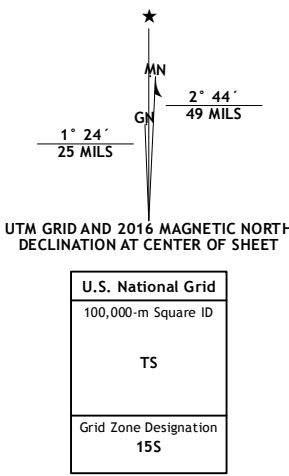 ★
MN
2° 44´
49 MILS
GN
1° 24´
25 MILS
UTM GRID AND 2016 MAGNETIC NORTH
DECLINATION AT CENTER OF SHEET
U.S. National Grid
100,000-m Square ID
TS
Grid Zone Designation
15S